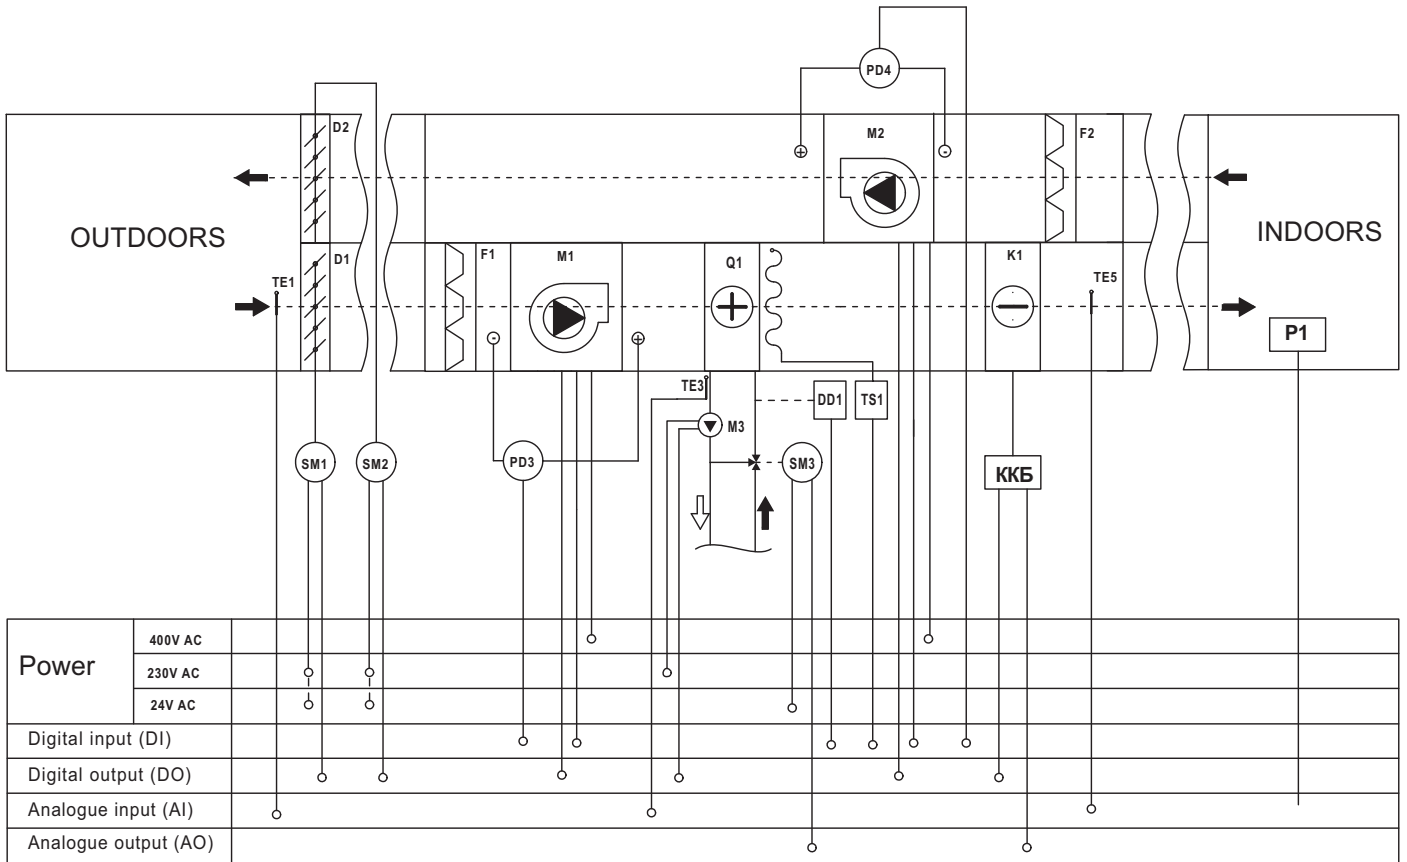 PD4
D2
M2
F2
+
-
OUTDOORS
INDOORS
D1
F1
M1
Q1
K1
TE1
TE5
-
+
P1
TE3
DD1
TS1
M3
SM1
SM2
PD3
SM3
ККБ
Power
400V AC
230V AC
24V AC
Digital input (DI)
Digital output (DO)
Analogue input (AI)
Analogue output (AO)